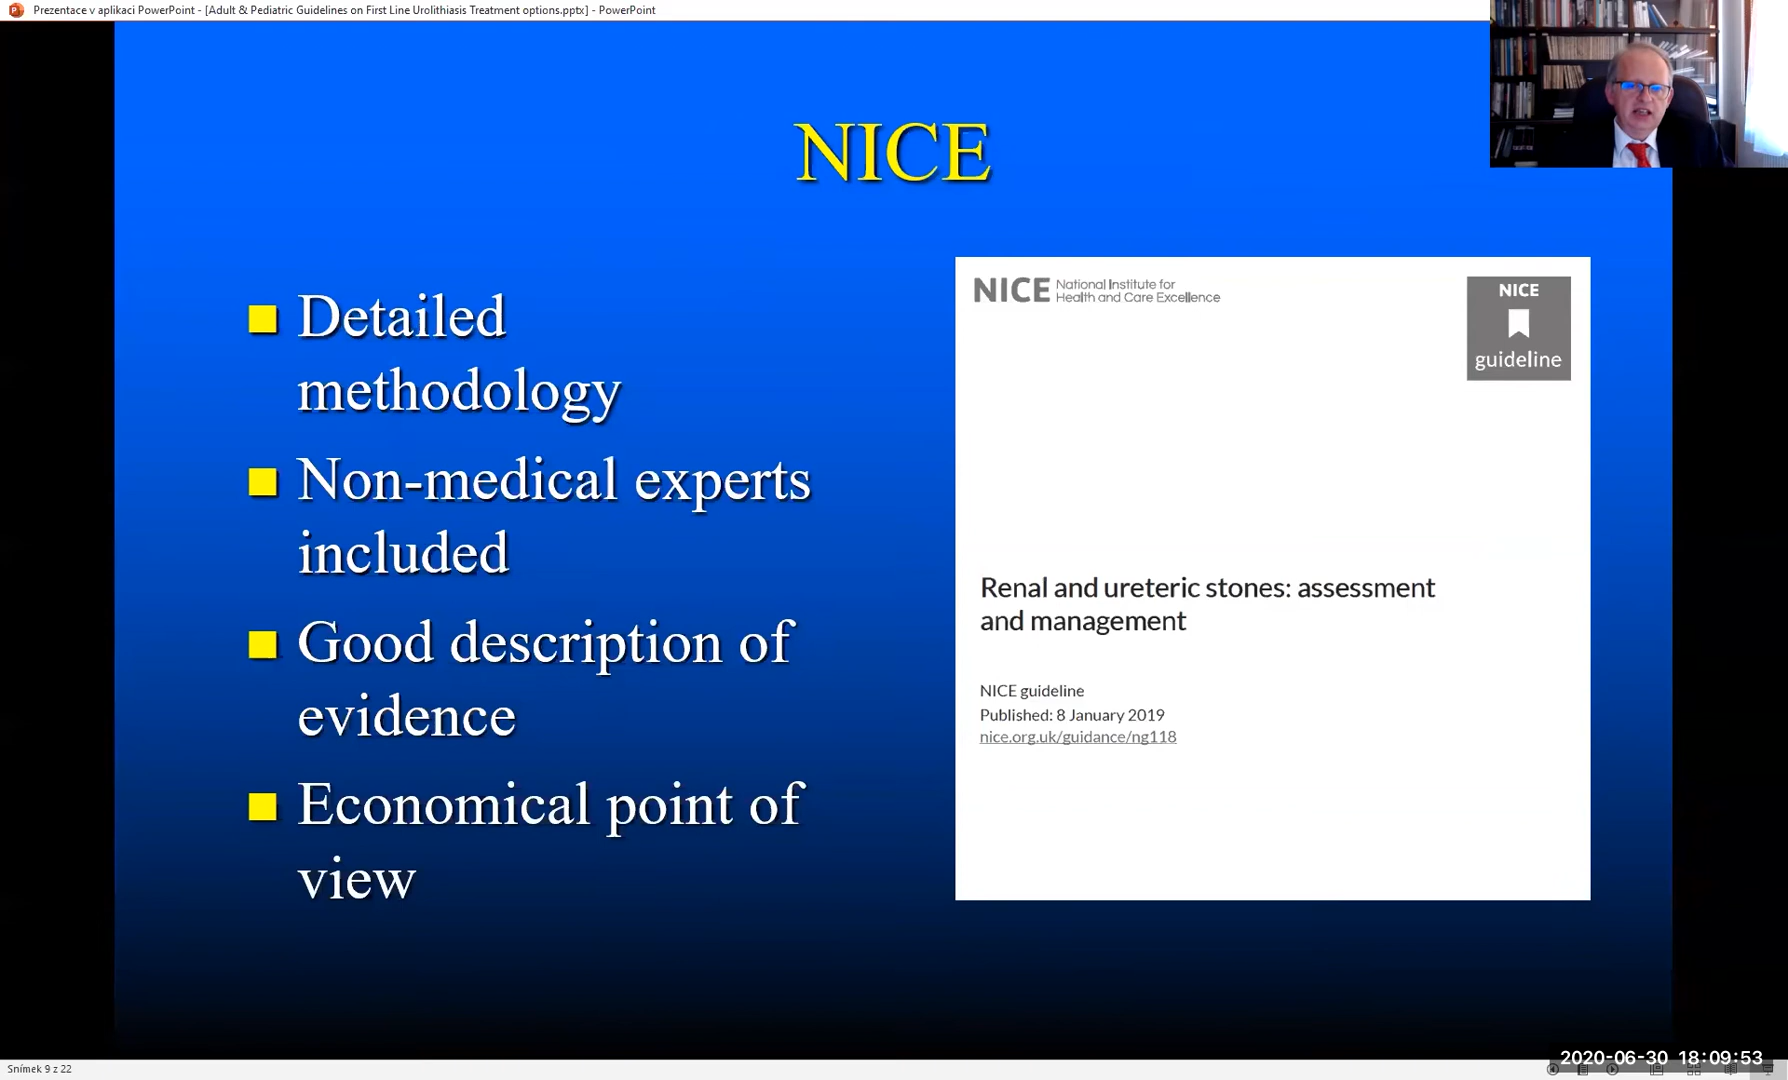 Prezentace v aplikaci PowerPoint - [Adult & Pediatric Guidelines on First Line Urolithiasis Treatment options.pptx] - PowerPoint
NICE
Detailed
methodology
Non-medical experts
included
Good description of
evidence
Economical point of
view
NICE National Institute for
Health and Care Excellence
NICE
guideline
Renal and ureteric stones: assessment
and management
NICE guideline
Published: 8 January 2019
nice.org.uk/guidance/ng118
2020-06-30 18:09:53
Snímek 9 z 22